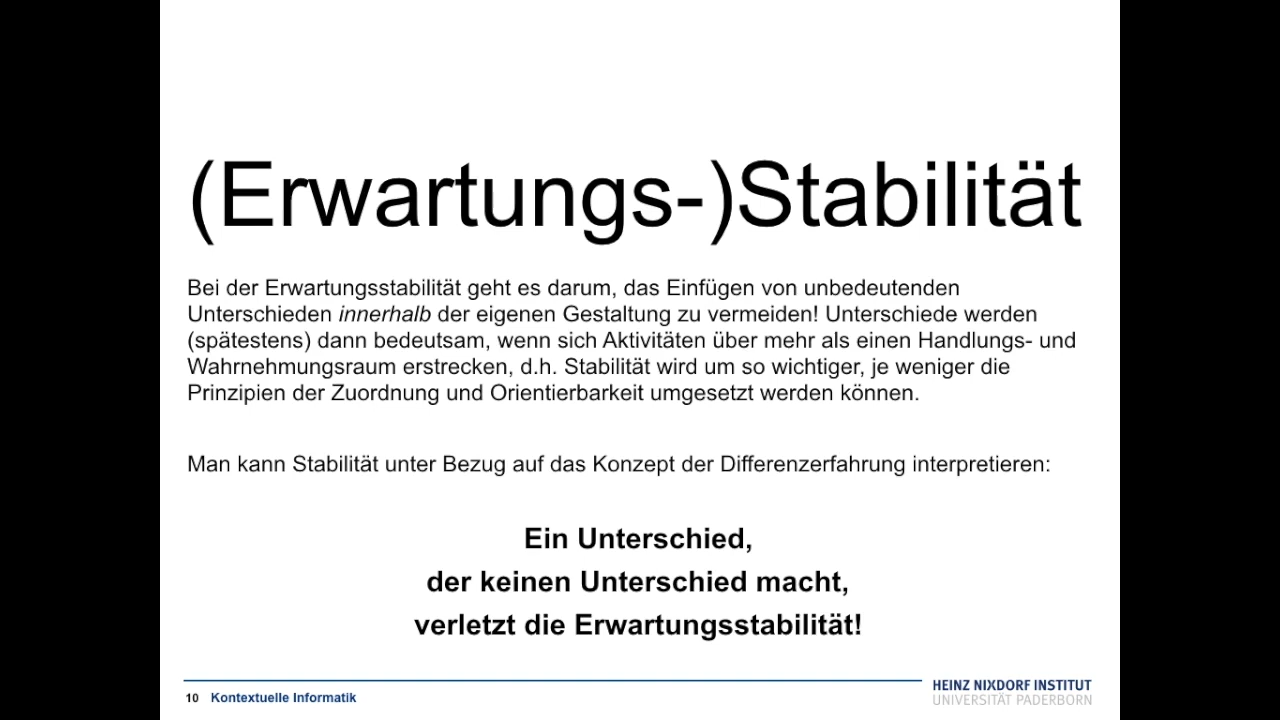 (Erwartungs-)Stabilität
Bei der Erwartungsstabilität geht es darum, das Einfügen von unbedeutenden
Unterschieden innerhalb der eigenen Gestaltung zu vermeiden! Unterschiede werden
(spätestens) dann bedeutsam, wenn sich Aktivitäten über mehr als einen Handlungs- und
Wahrnehmungsraum erstrecken, d.h. Stabilität wird um so wichtiger, je weniger die
Prinzipien der Zuordnung und Orientierbarkeit umgesetzt werden können.
Man kann Stabilität unter Bezug auf das Konzept der Differenzerfahrung interpretieren:
Ein Unterschied,
der keinen Unterschied macht,
verletzt die Erwartungsstabilität!
10 Kontextuelle Informatik
HEINZ NIXDORF INSTITUT
UNIVERSITÄT PADERBORN